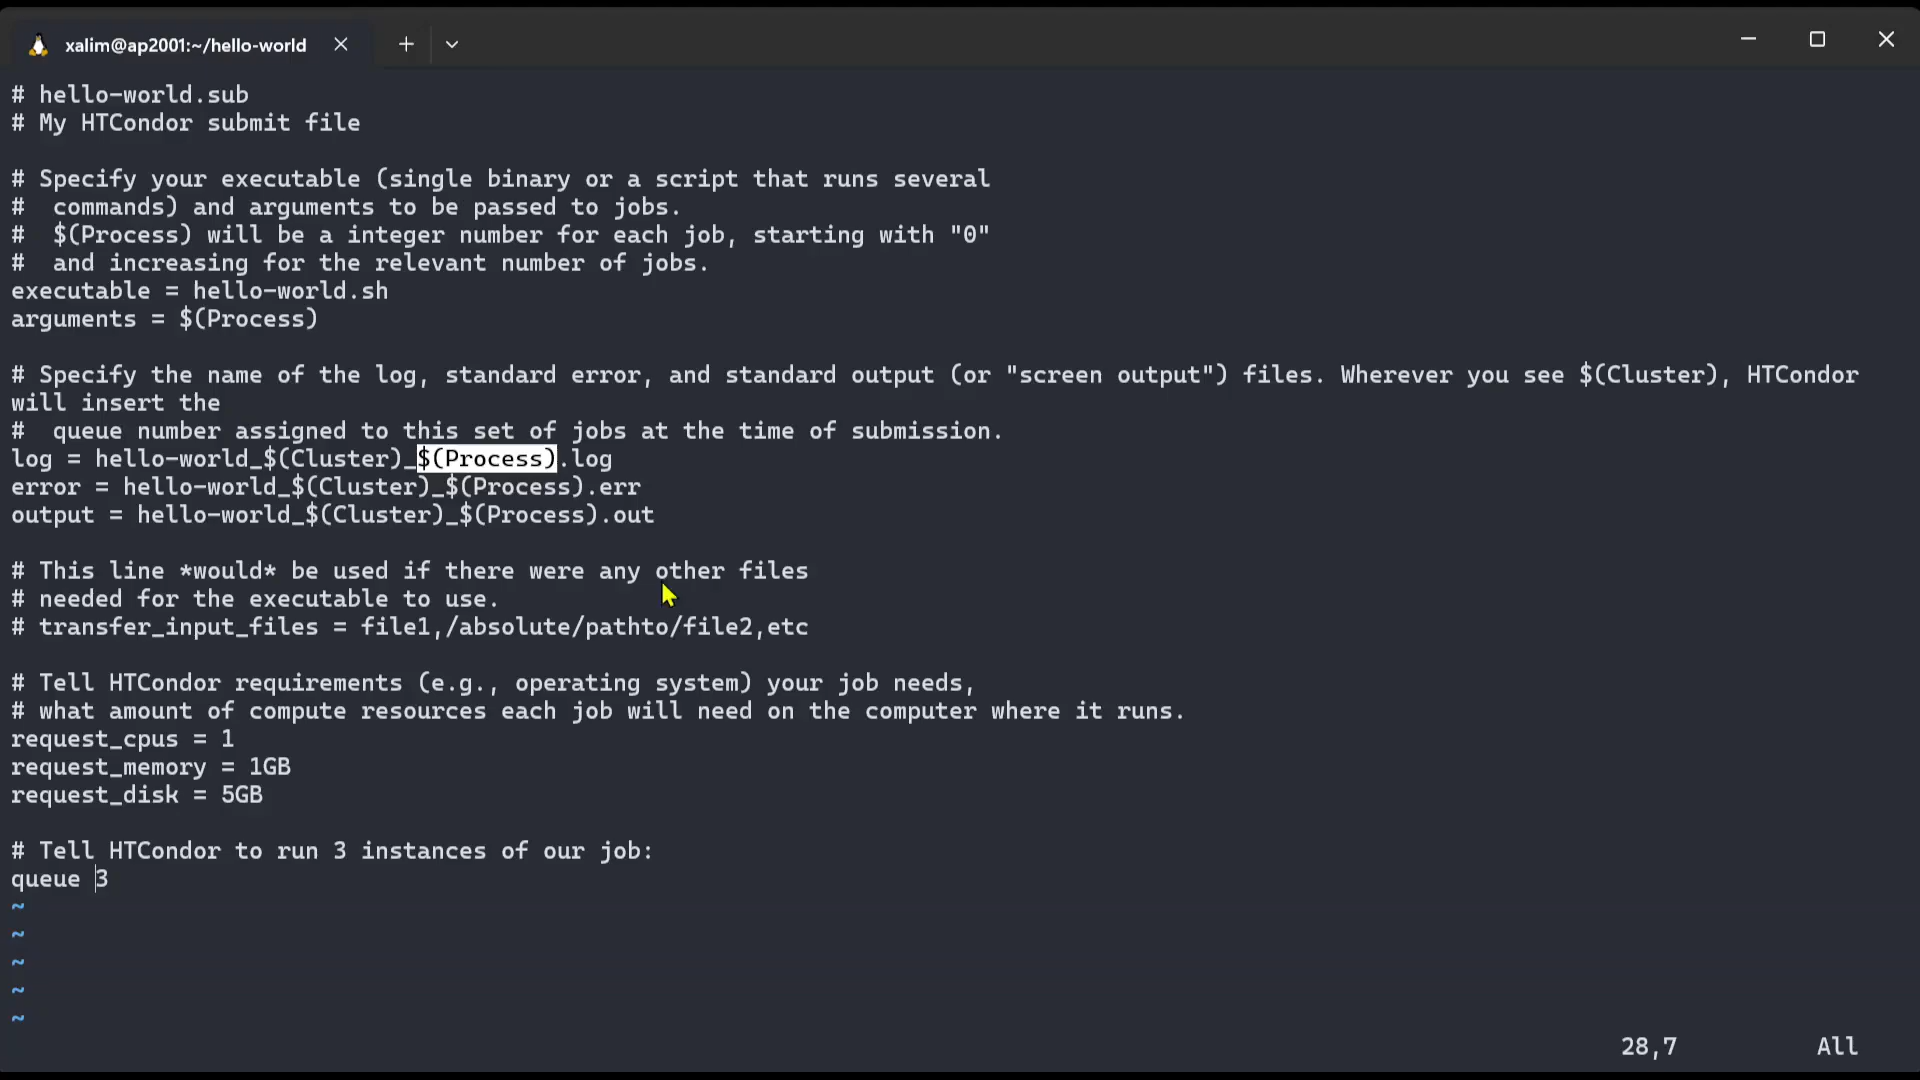 xalim@ap2001:~/hello-world
# hello-world.sub
# My HTCondor submit file
# Specify your executable (single binary or a script that runs several
#  commands) and arguments to be passed to jobs.
#  $(Process) will be a integer number for each job, starting with "0"
#  and increasing for the relevant number of jobs.
executable = hello-world.sh
arguments = $(Process)
# Specify the name of the log, standard error, and standard output (or "screen output") files. Wherever you see $(Cluster), HTCondor
will insert the
#  queue number assigned to this set of jobs at the time of submission.
log = hello-world_$(Cluster)_$(Process).log
error = hello-world_$(Cluster)_$(Process).err
output = hello-world_$(Cluster)_$(Process).out
# This line *would* be used if there were any other files
# needed for the executable to use.
# transfer_input_files = file1,/absolute/pathto/file2,etc
# Tell HTCondor requirements (e.g., operating system) your job needs,
# what amount of compute resources each job will need on the computer where it runs.
request_cpus = 1
request_memory = 1GB
request_disk = 5GB
# Tell HTCondor to run 3 instances of our job:
queue 3
~
~
~
~
~
28,7 All